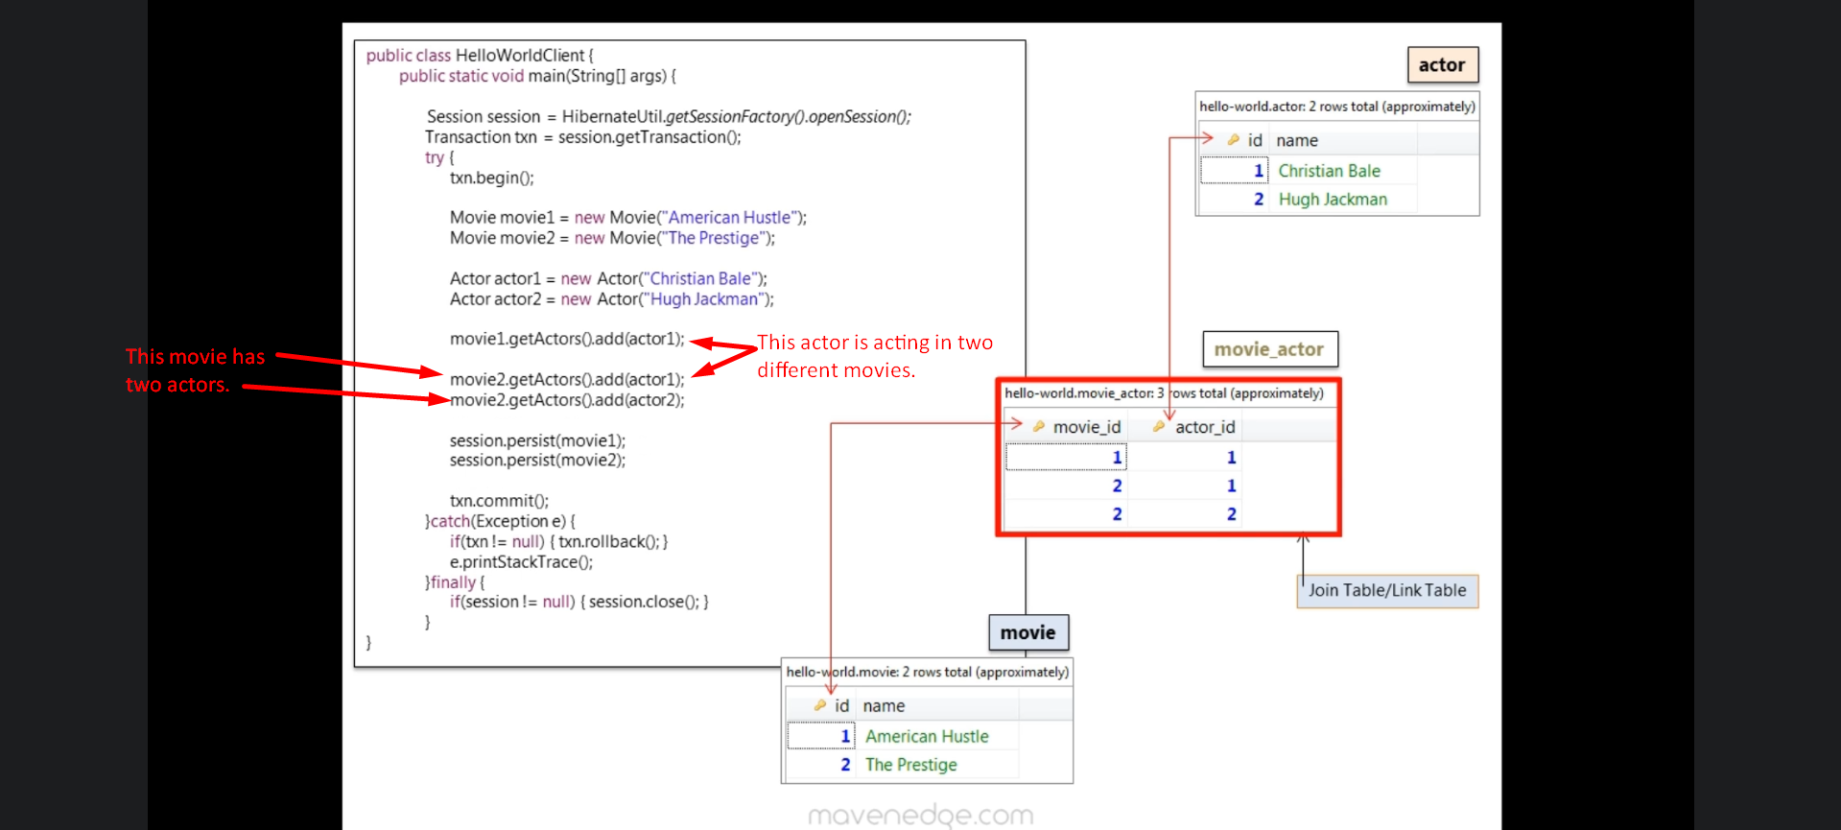 public class HelloWorldClient {
public static void main(String[] args) {
Session session = HibernateUtil.getSessionFactory().openSession();
Transaction txn = session.getTransaction();
try {
txn.begin();
Movie movie1 = new Movie("American Hustle");
Movie movie2 = new Movie("The Prestige");
Actor actor1 = new Actor("Christian Bale");
Actor actor2 = new Actor("Hugh Jackman");
movie1.getActors().add(actor1);
movie2.getActors().add(actor1);
movie2.getActors().add(actor2);
session.persist(movie1);
session.persist(movie2);
txn.commit();
}catch(Exception e) {
if(txn != null) { txn.rollback(); }
e.printStackTrace();
}finally {
if(session != null) { session.close(); }
}
}
This movie has
two actors.
This actor is acting in two
different movies.
actor
hello-world.actor: 2 rows total (approximately)
id name
1 Christian Bale
2 Hugh Jackman
movie_actor
hello-world.movie_actor: 3 rows total (approximately)
movie_id actor_id
1 1
2 1
2 2
Join Table/Link Table
movie
hello-world.movie: 2 rows total (approximately)
id name
1 American Hustle
2 The Prestige
mavenedge.com